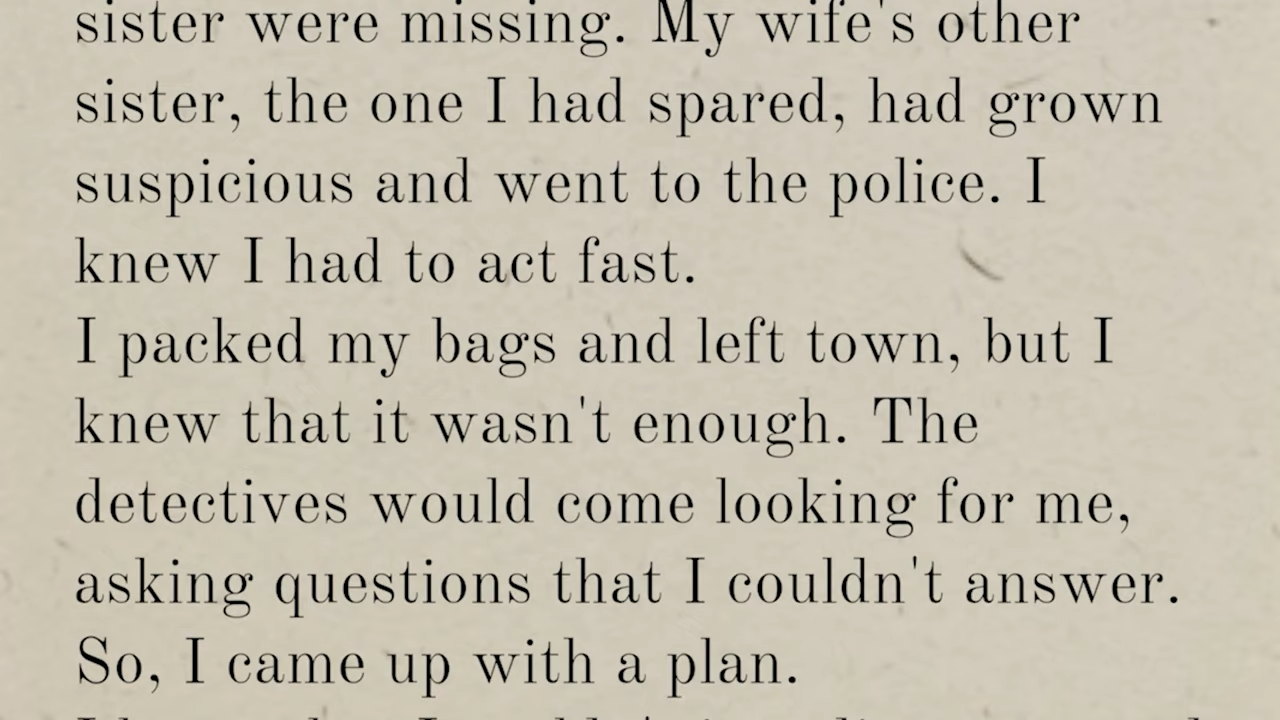 sister were missing. My wife's other
sister, the one I had spared, had grown
suspicious and went to the police. I
knew I had to act fast.
I packed my bags and left town, but I
knew that it wasn't enough. The
detectives would come looking for me,
asking questions that I couldn't answer.
So, I came up with a plan.